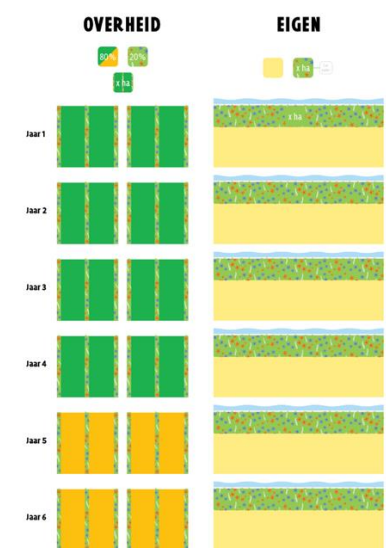 OVERHEID
EIGEN
80%
20%
x ha
x ha
Jaar 1
x ha
Jaar 2
Jaar 3
Jaar 4
Jaar 5
Jaar 6